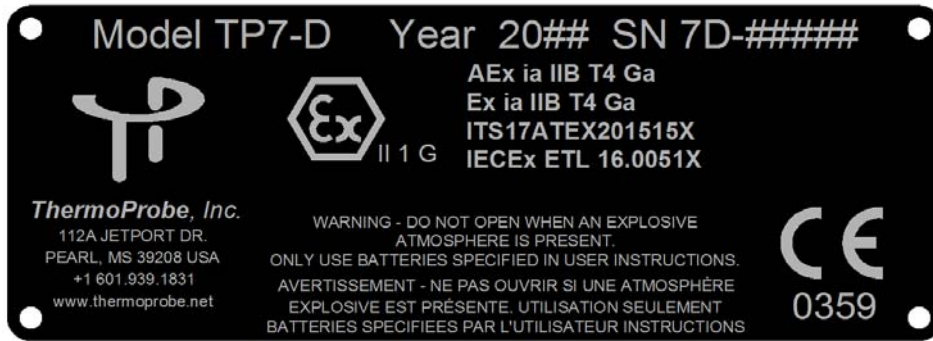 Model TP7-D Year 20## SN 7D-#####
AEx ia IIB T4 Ga
Ex ia IIB T4 Ga
ITS17ATEX201515X
IECEx ETL 16.0051X
Ex
II 1 G
ThermoProbe, Inc.
112A JETPORT DR.
PEARL, MS 39208 USA
+1 601.939.1831
www.thermoprobe.net
WARNING - DO NOT OPEN WHEN AN EXPLOSIVE
ATMOSPHERE IS PRESENT.
ONLY USE BATTERIES SPECIFIED IN USER INSTRUCTIONS.
AVERTISSEMENT - NE PAS OUVRIR SI UNE ATMOSPHÈRE
EXPLOSIVE EST PRÉSENTE. UTILISATION SEULEMENT
BATTERIES SPECIFIEES PAR L'UTILISATEUR INSTRUCTIONS
CE
0359